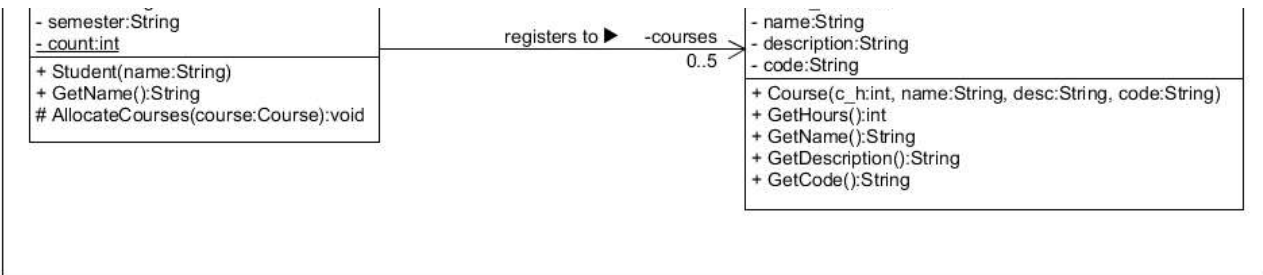 - semester:String
- count:int
+ Student(name:String)
+ GetName():String
# AllocateCourses(course:Course):void
registers to ▶
-courses
0..5
- name:String
- description:String
- code:String
+ Course(c_h:int, name:String, desc:String, code:String)
+ GetHours():int
+ GetName():String
+ GetDescription():String
+ GetCode():String